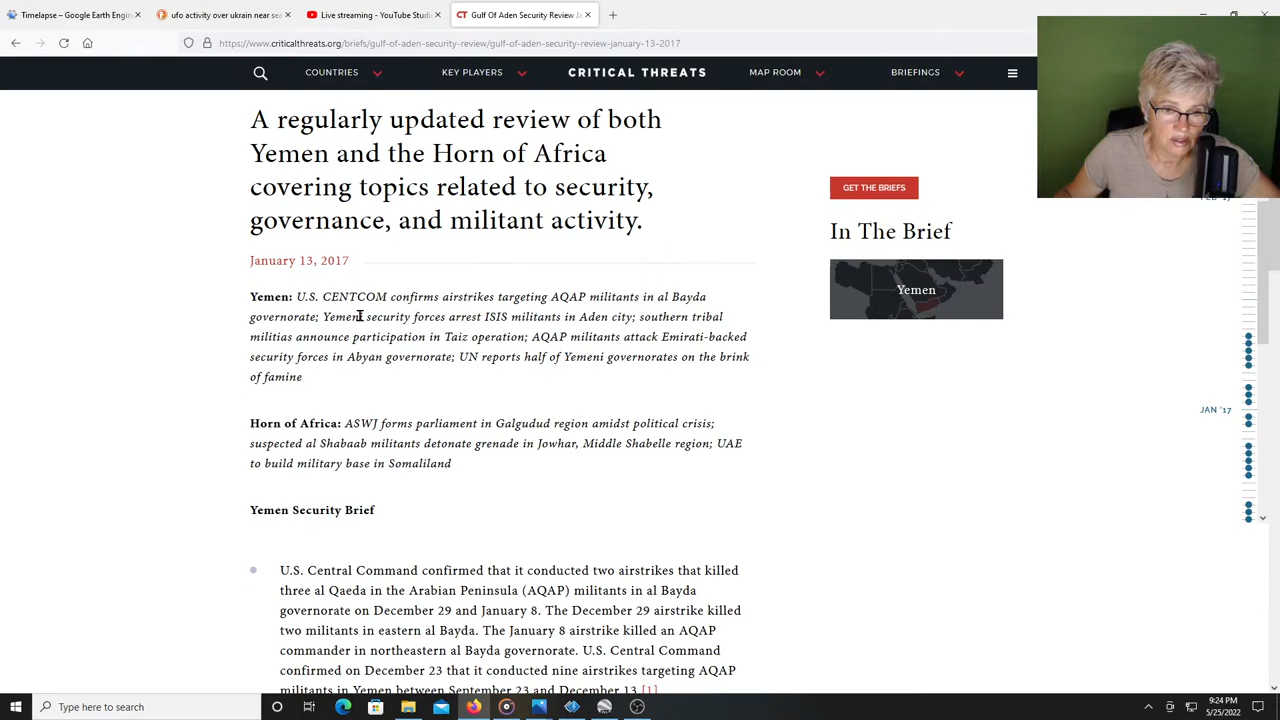 Timelapse – Google Earth Engin
ufo activity over ukrain near sea
Live streaming - YouTube Studi
Gulf Of Aden Security Review Ja
https://www.criticalthreats.org/briefs/gulf-of-aden-security-review/gulf-of-aden-security-review-january-13-2017
COUNTRIES
KEY PLAYERS
CRITICAL THREATS
MAP ROOM
BRIEFINGS
A regularly updated review of both
Yemen and the Horn of Africa
covering topics related to security,
governance, and militant activity.
GET THE BRIEFS
In The Brief
Yemen
FEB '17
JAN '17
January 13, 2017
Yemen: U.S. CENTCOM confirms airstrikes targeting AQAP militants in al Bayda
governorate; Yemeni security forces arrest ISIS militants in Aden city; southern tribal
militias announce participation in Taiz operation; AQAP militants attack Emirati-backed
security forces in Abyan governorate; UN reports half of Yemeni governorates on the brink
of famine
Horn of Africa: ASWJ forms parliament in Galgudud region amidst political crisis;
suspected al Shabaab militants detonate grenade in Jowhar, Middle Shabelle region; UAE
to build military base in Somaliland
Yemen Security Brief
U.S. Central Command confirmed that it conducted two airstrikes that killed
three al Qaeda in the Arabian Peninsula (AQAP) militants in al Bayda
governorate on December 29 and January 8. The December 29 airstrike killed
two militants in eastern al Bayda. The January 8 airstrike killed an AQAP
commander in northeastern al Bayda governorate. U.S. Central Command
confirmed on December 23 that it conducted nine airstrikes targeting AQAP
militants in Yemen between September 23 and December 13 [1]
Type here to search
9:24 PM
5/25/2022